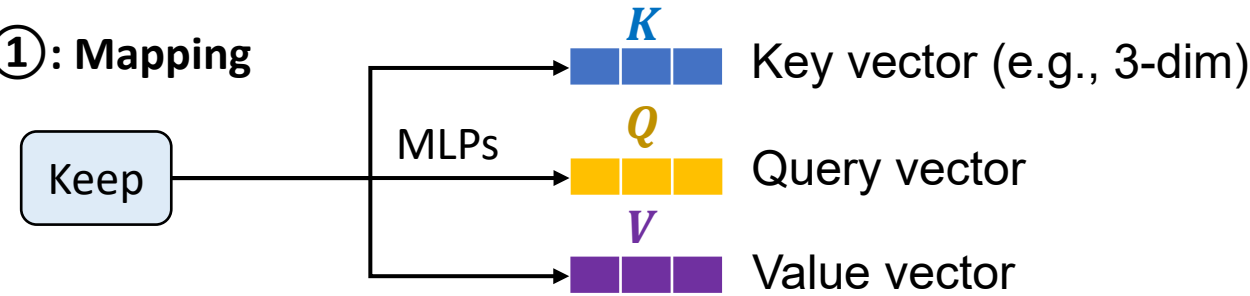 ①: Mapping
K
Key vector (e.g., 3-dim)
MLPs
Q
Keep
Query vector
V
Value vector